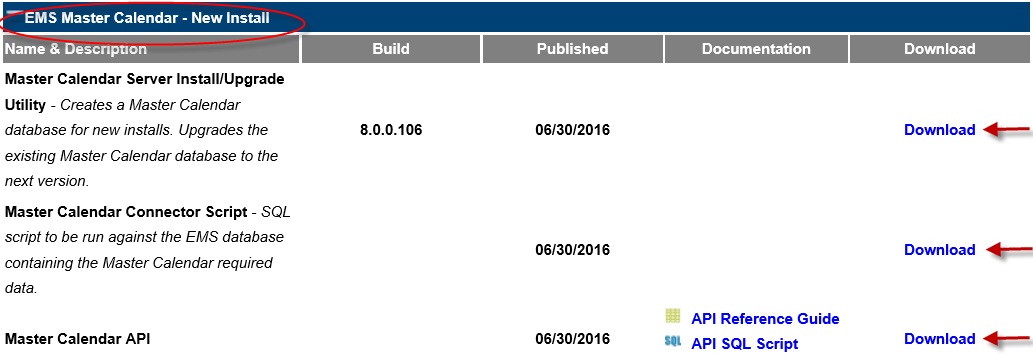 EMS Master Calendar - New Install
Name & Description Build Published Documentation Download
Master Calendar Server Install/Upgrade
Utility - Creates a Master Calendar
database for new installs. Upgrades the
existing Master Calendar database to the
next version.
8.0.0.106 06/30/2016 Download
Master Calendar Connector Script - SQL
script to be run against the EMS database
containing the Master Calendar required
data.
06/30/2016 Download
Master Calendar API 06/30/2016
API Reference Guide
SQL API SQL Script
Download